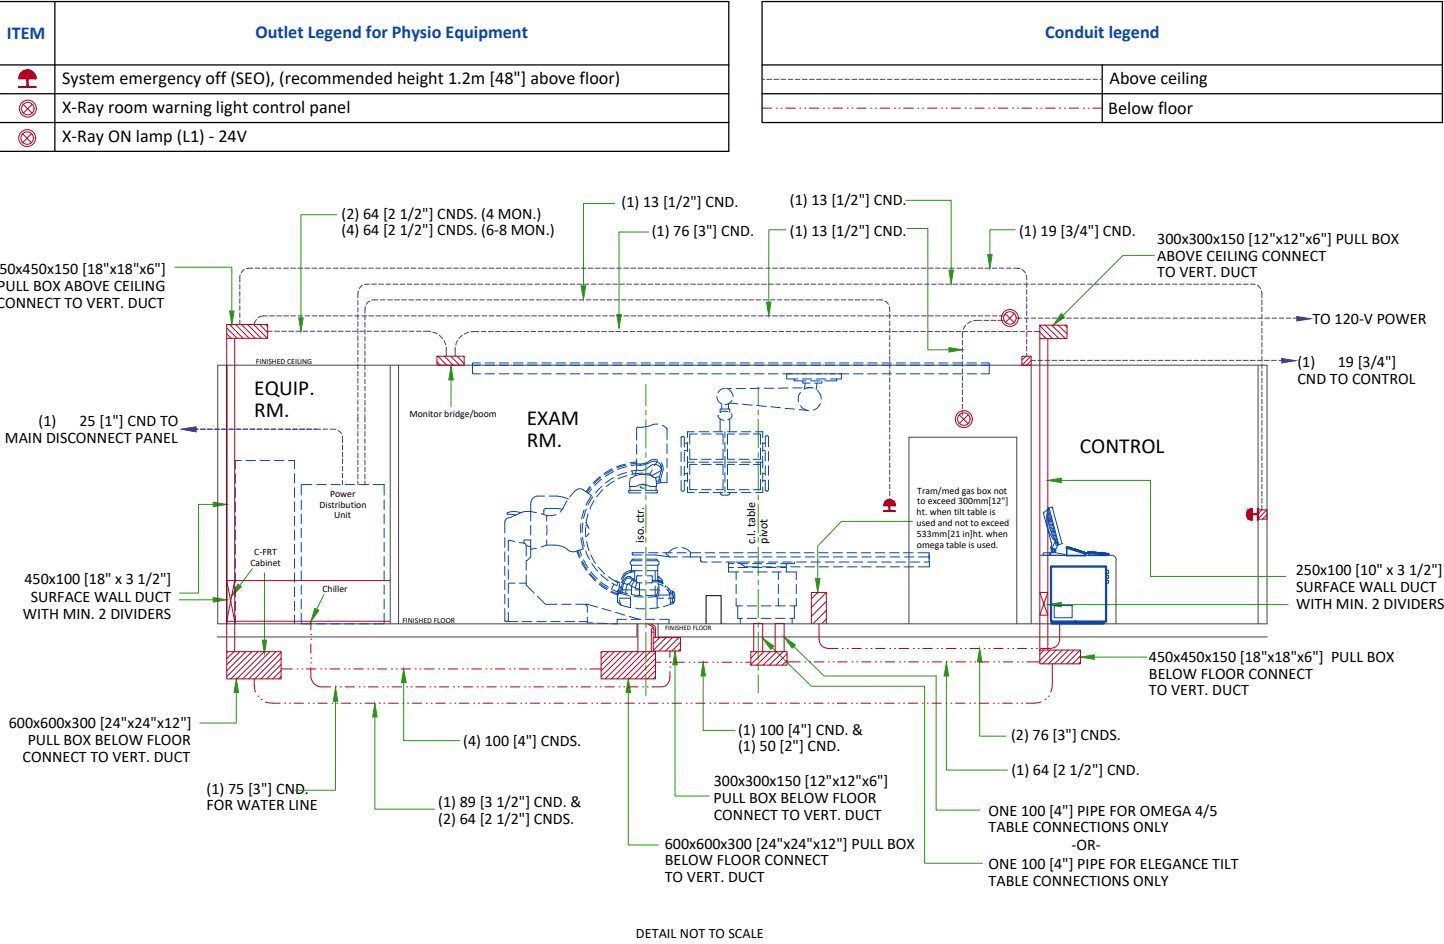 ITEM
Outlet Legend for Physio Equipment
System emergency off (SEO), (recommended height 1.2m [48"] above floor)
X-Ray room warning light control panel
X-Ray ON lamp (L1) - 24V
Conduit legend
Above ceiling
Below floor
(2) 64 [2 1/2"] CNDS. (4 MON.)
(4) 64 [2 1/2"] CNDS. (6-8 MON.)
(1) 13 [1/2"] CND.
(1) 76 [3"] CND.
(1) 13 [1/2"] CND.
(1) 13 [1/2"] CND.
(1) 19 [3/4"] CND.
300x300x150 [12"x12"x6"] PULL BOX
ABOVE CEILING CONNECT
TO VERT. DUCT
50x450x150 [18"x18"x6"]
PULL BOX ABOVE CEILING
CONNECT TO VERT. DUCT
TO 120-V POWER
(1) 19 [3/4"]
CND TO CONTROL
FINISHED CEILING
EQUIP.
RM.
Monitor bridge/boom
EXAM
RM.
CONTROL
(1) 25 [1"] CND TO
MAIN DISCONNECT PANEL
Power
Distribution
Unit
C-FRT
Cabinet
Chiller
iso. ctr.
c.l. table
pivot
Tram/med gas box not
to exceed 300mm[12"]
ht. when tilt table is
used and not to exceed
533mm[21 in]ht. when
omega table is used.
450x100 [18" x 3 1/2"]
SURFACE WALL DUCT
WITH MIN. 2 DIVIDERS
250x100 [10" x 3 1/2"]
SURFACE WALL DUCT
WITH MIN. 2 DIVIDERS
FINISHED FLOOR
FINISHED FLOOR
450x450x150 [18"x18"x6"] PULL BOX
BELOW FLOOR CONNECT
TO VERT. DUCT
600x600x300 [24"x24"x12"]
PULL BOX BELOW FLOOR
CONNECT TO VERT. DUCT
(4) 100 [4"] CNDS.
(1) 100 [4"] CND. &
(1) 50 [2"] CND.
(2) 76 [3"] CNDS.
(1) 64 [2 1/2"] CND.
(1) 75 [3"] CND.
FOR WATER LINE
(1) 89 [3 1/2"] CND. &
(2) 64 [2 1/2"] CNDS.
300x300x150 [12"x12"x6"]
PULL BOX BELOW FLOOR
CONNECT TO VERT. DUCT
600x600x300 [24"x24"x12"] PULL BOX
BELOW FLOOR CONNECT
TO VERT. DUCT
ONE 100 [4"] PIPE FOR OMEGA 4/5
TABLE CONNECTIONS ONLY
-OR-
ONE 100 [4"] PIPE FOR ELEGANCE TILT
TABLE CONNECTIONS ONLY
DETAIL NOT TO SCALE